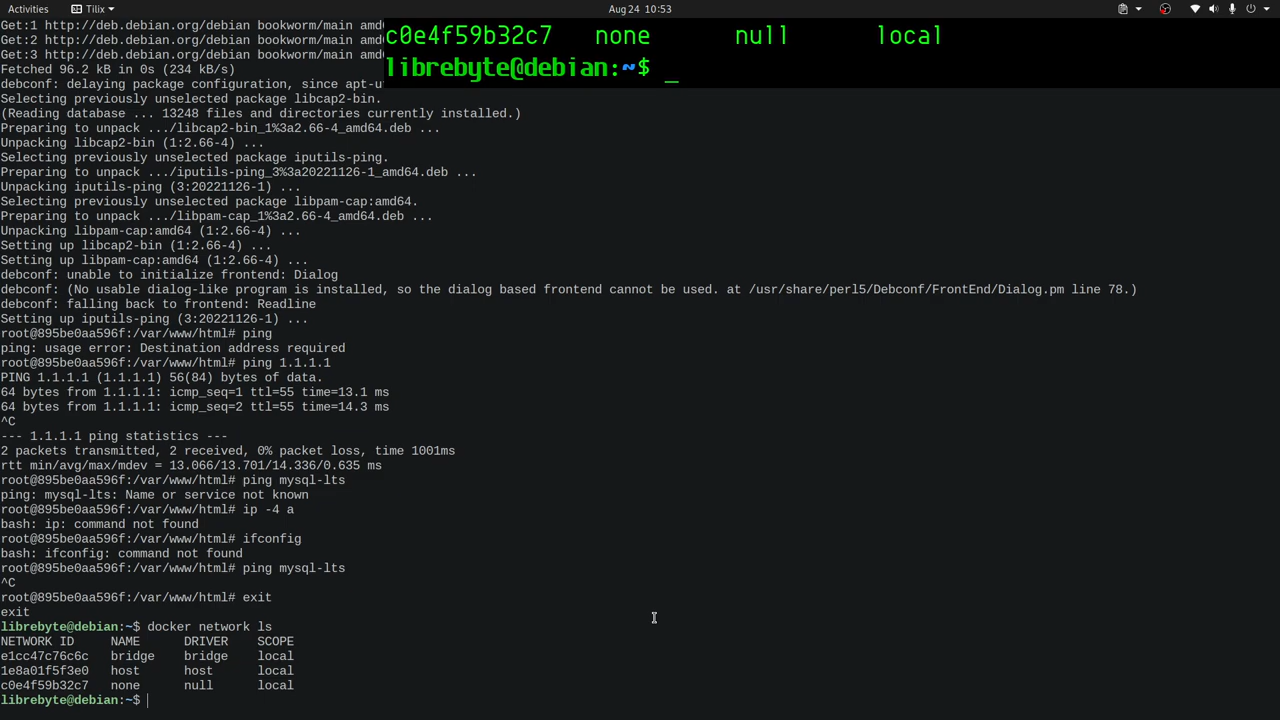 Activities
Tilix
Aug 24 10:53
Get:1 http://deb.debian.org/debian bookworm/main amd
Get:2 http://deb.debian.org/debian bookworm/main amd
Get:3 http://deb.debian.org/debian bookworm/main amd
c0e4f59b32c7 none null local
librebyte@debian:~$ _
Fetched 96.2 kB in 0s (234 kB/s)
debconf: delaying package configuration, since apt-u
Selecting previously unselected package libcap2-bin.
(Reading database ... 13248 files and directories currently installed.)
Preparing to unpack .../libcap2-bin_1%3a2.66-4_amd64.deb ...
Unpacking libcap2-bin (1:2.66-4) ...
Selecting previously unselected package iputils-ping.
Preparing to unpack .../iputils-ping_3%3a20221126-1_amd64.deb ...
Unpacking iputils-ping (3:20221126-1) ...
Selecting previously unselected package libpam-cap:amd64.
Preparing to unpack .../libpam-cap_1%3a2.66-4_amd64.deb ...
Unpacking libpam-cap:amd64 (1:2.66-4) ...
Setting up libcap2-bin (1:2.66-4) ...
Setting up libpam-cap:amd64 (1:2.66-4) ...
debconf: unable to initialize frontend: Dialog
debconf: (No usable dialog-like program is installed, so the dialog based frontend cannot be used. at /usr/share/perl5/Debconf/FrontEnd/Dialog.pm line 78.)
debconf: falling back to frontend: Readline
Setting up iputils-ping (3:20221126-1) ...
root@895be0aa596f:/var/www/html# ping
ping: usage error: Destination address required
root@895be0aa596f:/var/www/html# ping 1.1.1.1
PING 1.1.1.1 (1.1.1.1) 56(84) bytes of data.
64 bytes from 1.1.1.1: icmp_seq=1 ttl=55 time=13.1 ms
64 bytes from 1.1.1.1: icmp_seq=2 ttl=55 time=14.3 ms
^C
--- 1.1.1.1 ping statistics ---
2 packets transmitted, 2 received, 0% packet loss, time 1001ms
rtt min/avg/max/mdev = 13.066/13.701/14.336/0.635 ms
root@895be0aa596f:/var/www/html# ping mysql-lts
ping: mysql-lts: Name or service not known
root@895be0aa596f:/var/www/html# ip -4 a
bash: ip: command not found
root@895be0aa596f:/var/www/html# ifconfig
bash: ifconfig: command not found
root@895be0aa596f:/var/www/html# ping mysql-lts
^C
root@895be0aa596f:/var/www/html# exit
exit
librebyte@debian:~$ docker network ls
NETWORK ID NAME DRIVER SCOPE
e1cc47c76c6c bridge bridge local
1e8a01f5f3e0 host host local
c0e4f59b32c7 none null local
librebyte@debian:~$